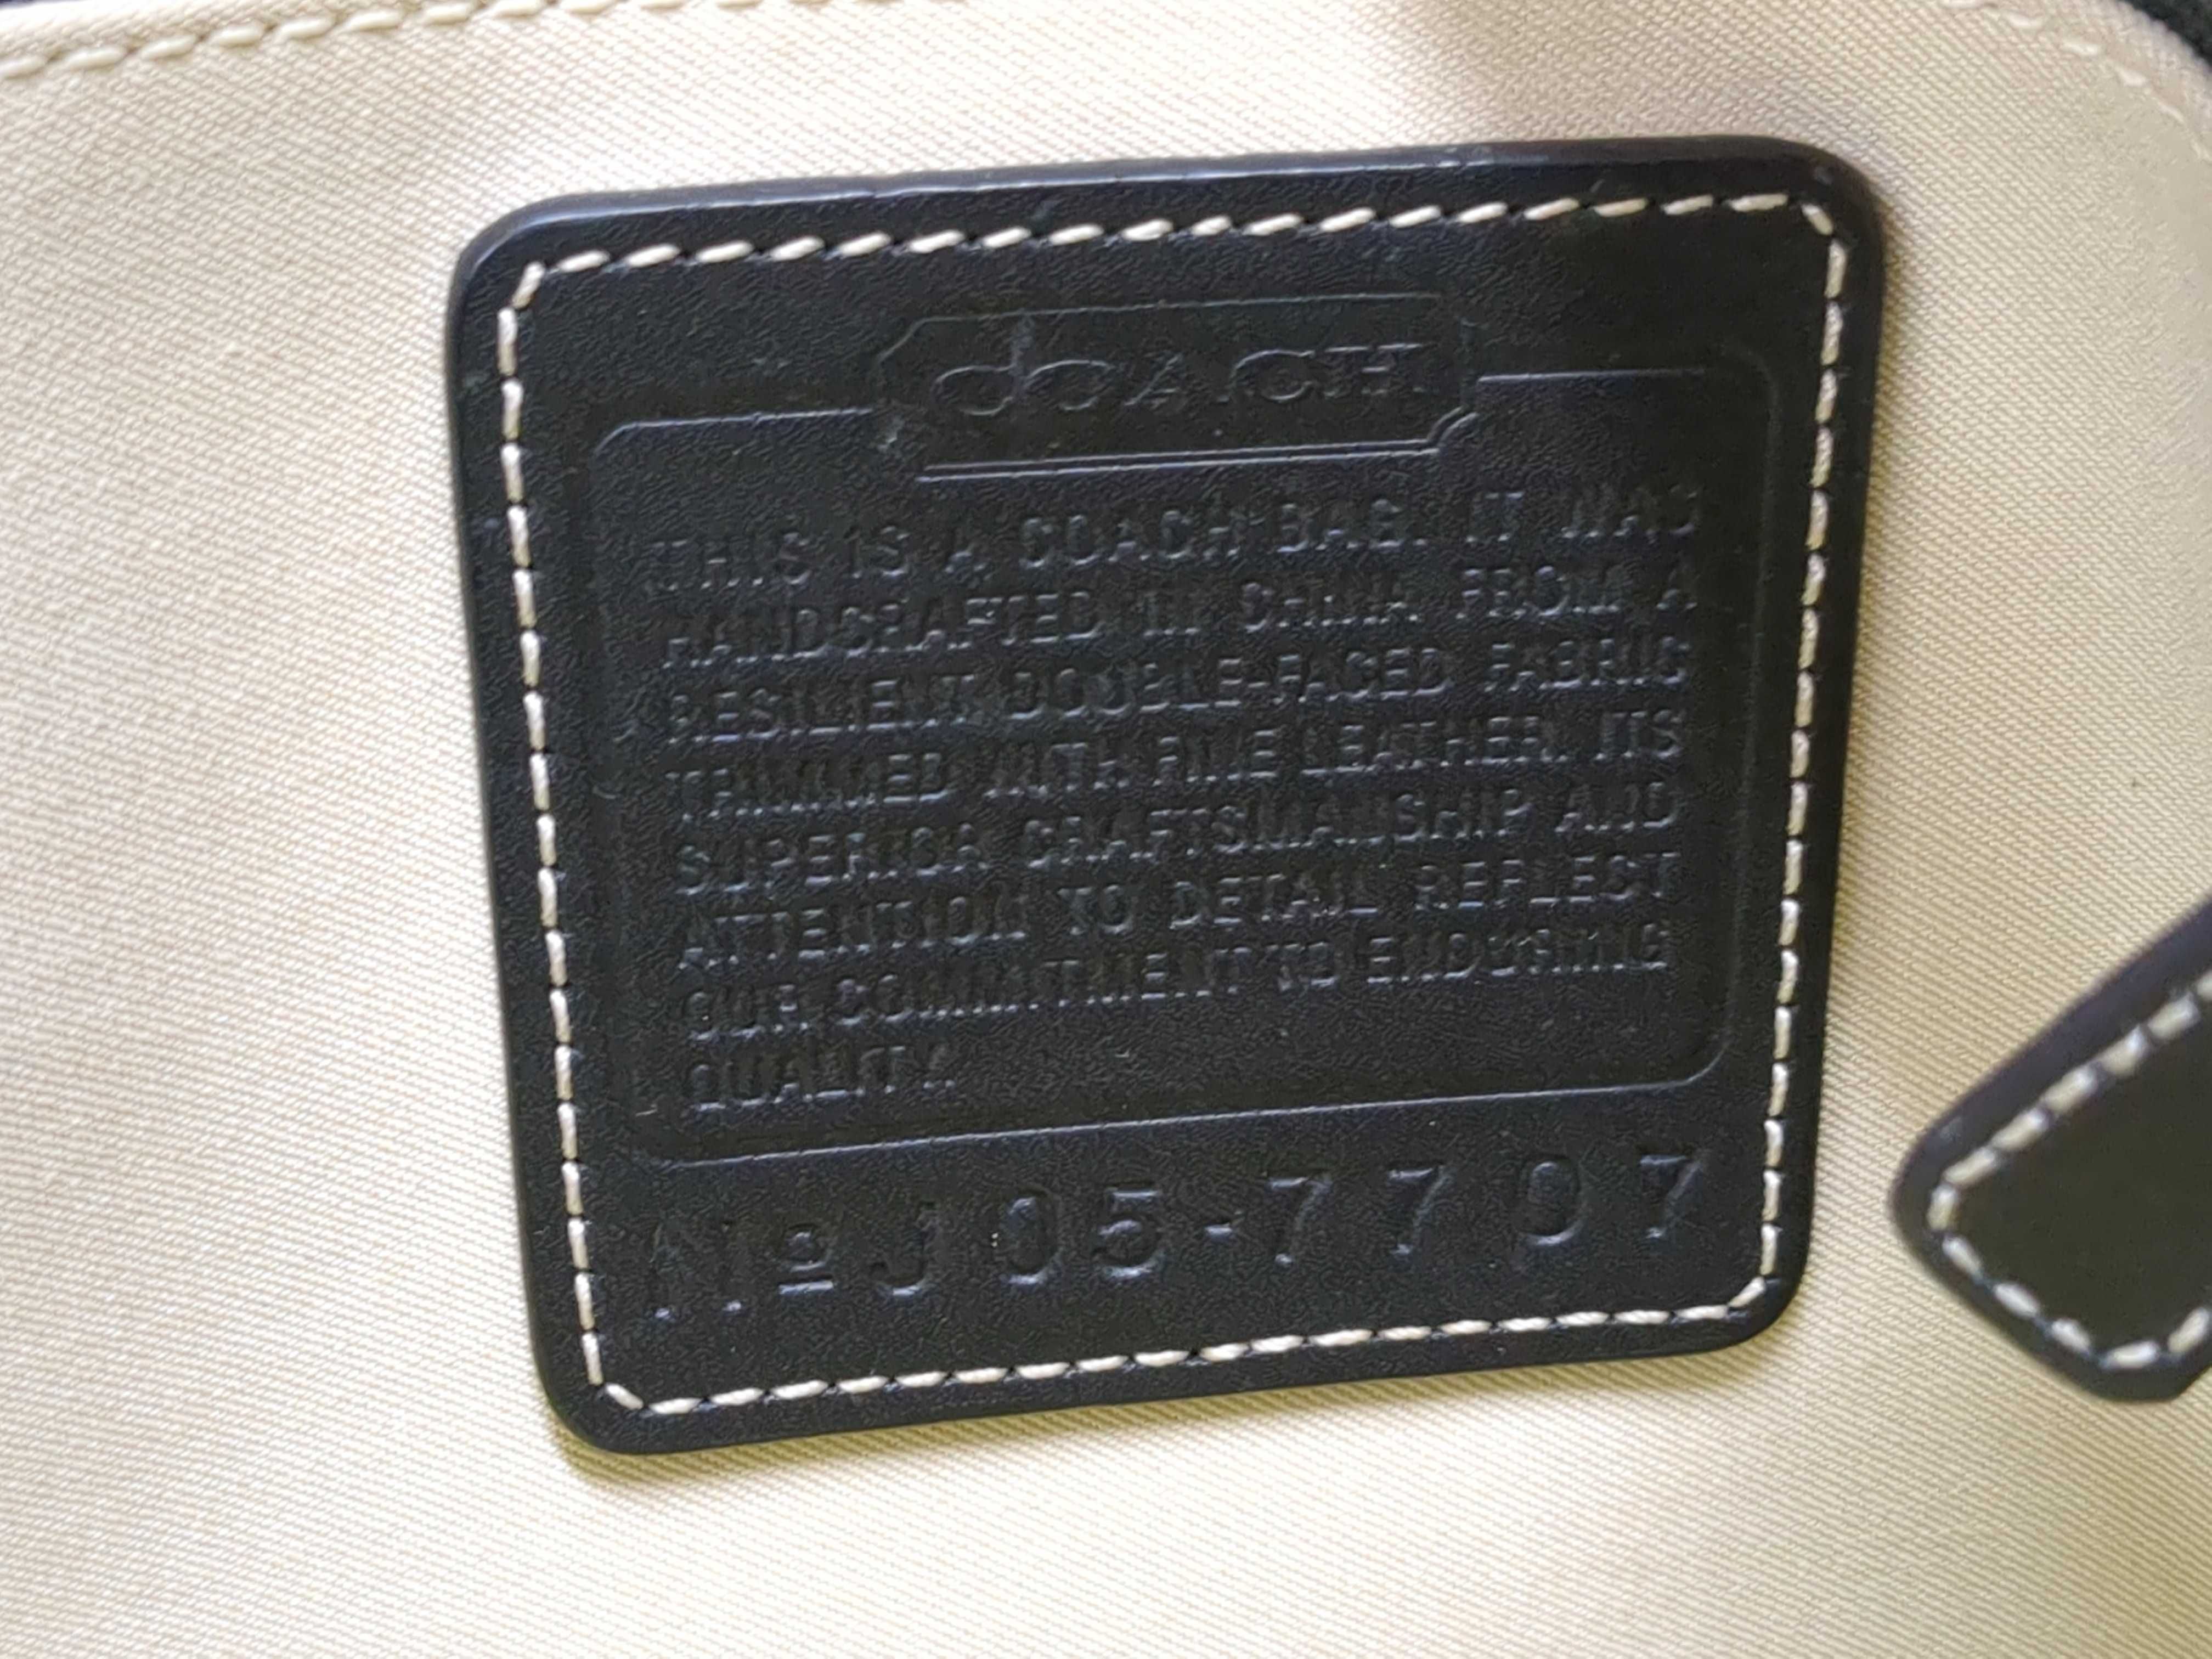 COACH
THIS IS A COACH BAG. IT WAS
HANDCRAFTED IN CHINA FROM A
RESILIENT DOUBLE-FACED FABRIC
TRIMMED WITH FINE LEATHER. ITS
SUPERIOR CRAFTSMANSHIP AND
ATTENTION TO DETAIL REFLECT
OUR COMMITMENT TO ENDURING
QUALITY.
Nº J05-7707